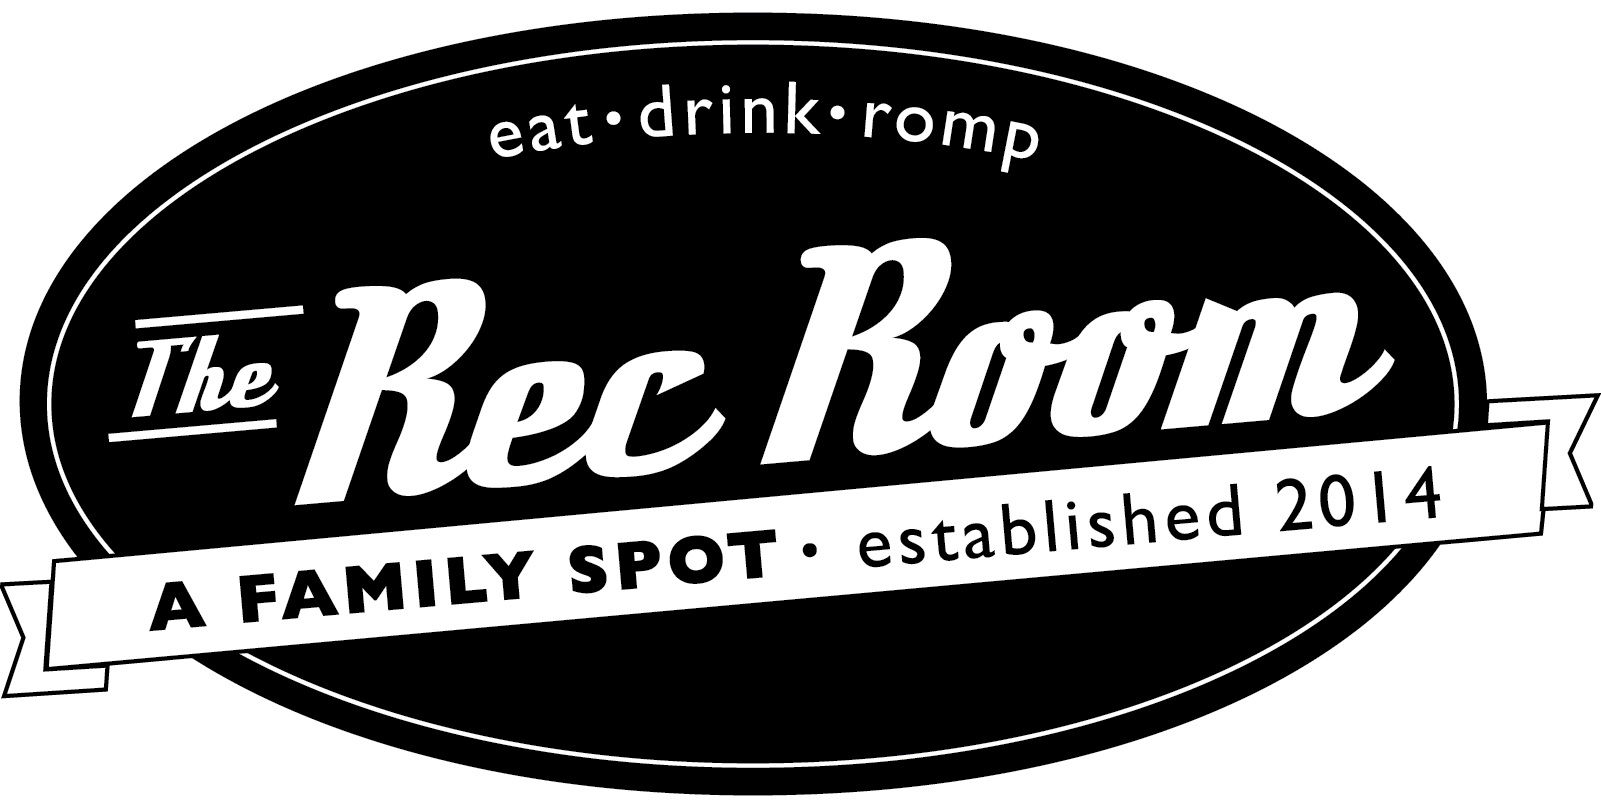 eat•drink•romp
The Rec Room
A FAMILY SPOT • established 2014